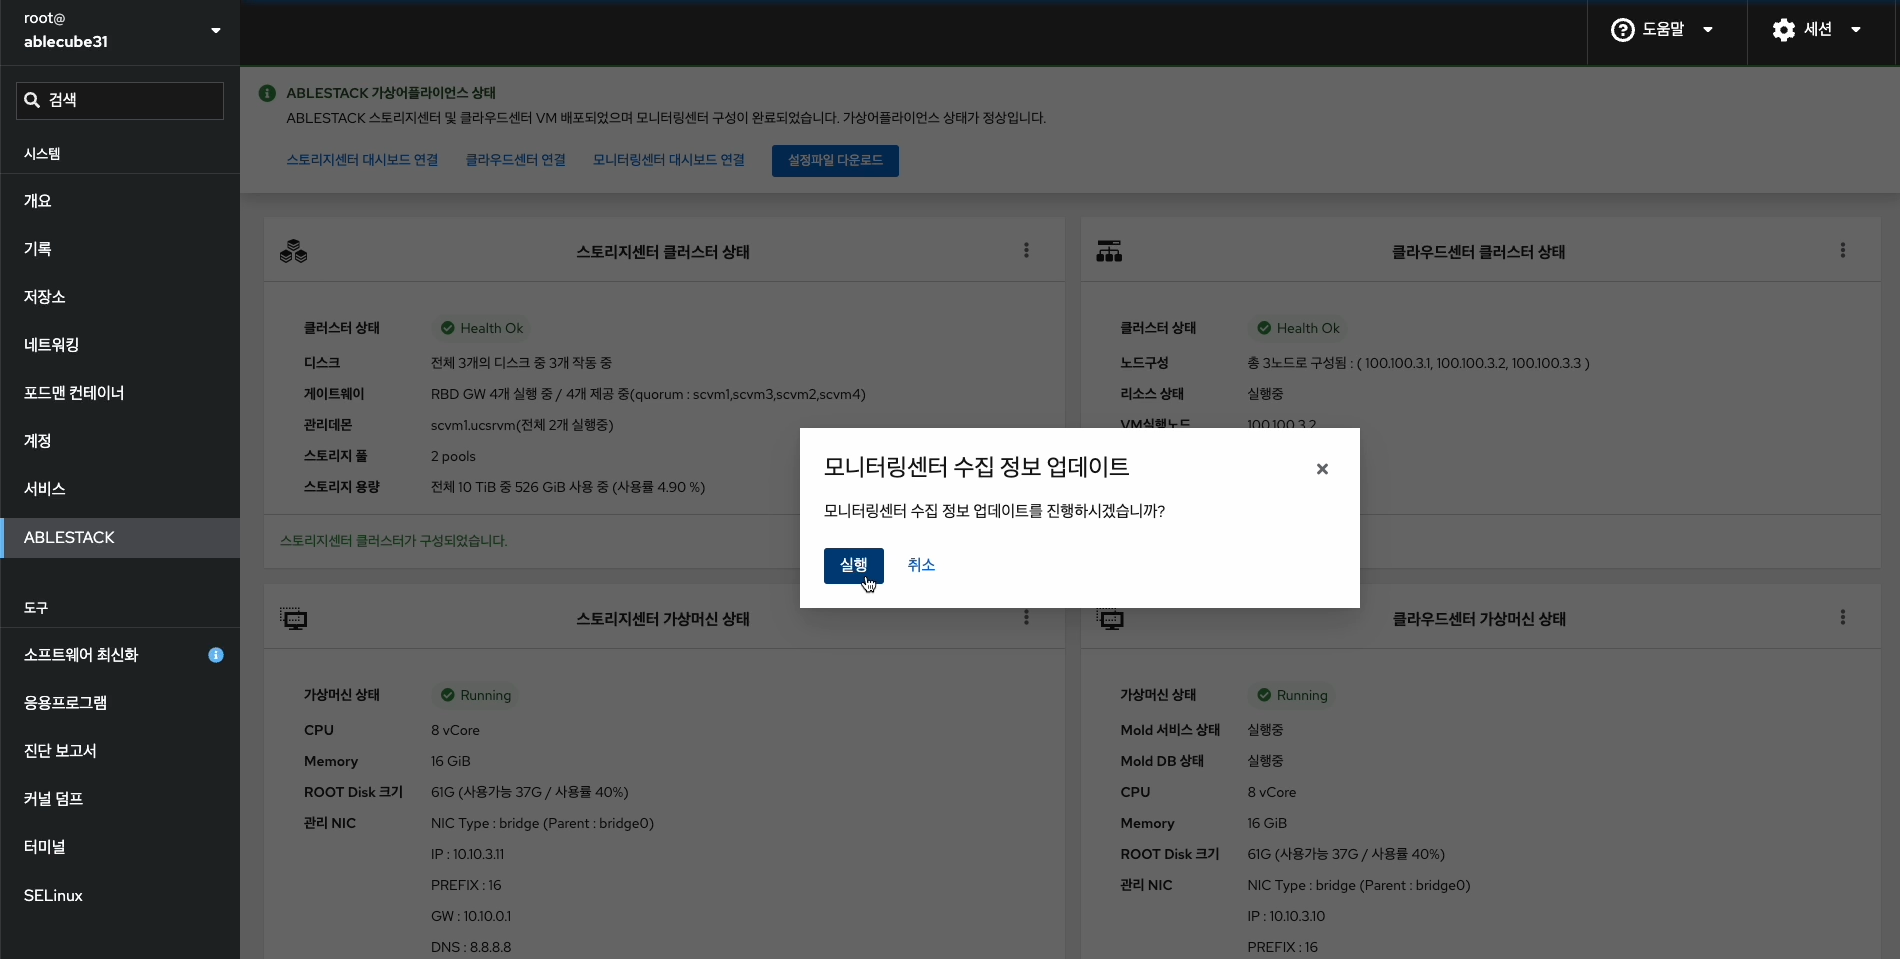 root@
ablecube31
검색
시스템
개요
기록
저장소
네트워킹
포드맨 컨테이너
계정
서비스
ABLESTACK
도구
소프트웨어 최신화
응용프로그램
진단 보고서
커널 덤프
터미널
SELinux
도움말
세션
ABLESTACK 가상어플라이언스 상태
ABLESTACK 스토리지센터 및 클라우드센터 VM 배포되었으며 모니터링센터 구성이 완료되었습니다. 가상어플라이언스 상태가 정상입니다.
스토리지센터 대시보드 연결 클라우드센터 연결 모니터링센터 대시보드 연결 설정파일 다운로드
스토리지센터 클러스터 상태
클러스터 상태 Health Ok
디스크 전체 3개의 디스크 중 3개 작동 중
게이트웨이 RBD GW 4개 실행 중 / 4개 제공 중(quorum : scvm1,scvm3,scvm2,scvm4)
관리데몬 scvm1.ucsrvm(전체 2개 실행중)
스토리지 풀 2 pools
스토리지 용량 전체 10 TiB 중 526 GiB 사용 중 (사용률 4.90 %)
스토리지센터 클러스터가 구성되었습니다.
클라우드센터 클러스터 상태
클러스터 상태 Health Ok
노드구성 총 3노드로 구성됨 : ( 100.100.3.1, 100.100.3.2, 100.100.3.3 )
리소스 상태 실행중
VM실행노드 100.100.3.2
모니터링센터 수집 정보 업데이트
모니터링센터 수집 정보 업데이트를 진행하시겠습니까?
실행 취소
스토리지센터 가상머신 상태
가상머신 상태 Running
CPU 8 vCore
Memory 16 GiB
ROOT Disk 크기 61G (사용가능 37G / 사용률 40%)
관리 NIC NIC Type : bridge (Parent : bridge0)
IP : 10.10.3.11
PREFIX : 16
GW : 10.10.0.1
DNS : 8.8.8.8
클라우드센터 가상머신 상태
가상머신 상태 Running
Mold 서비스 상태 실행중
Mold DB 상태 실행중
CPU 8 vCore
Memory 16 GiB
ROOT Disk 크기 61G (사용가능 37G / 사용률 40%)
관리 NIC NIC Type : bridge (Parent : bridge0)
IP : 10.10.3.10
PREFIX : 16